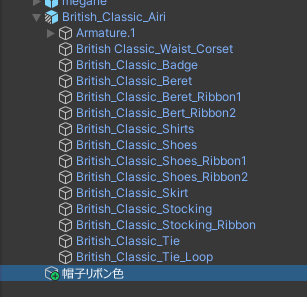 megane
British_Classic_Airi
Armature.1
British Classic_Waist_Corset
British_Classic_Badge
British_Classic_Beret
British_Classic_Beret_Ribbon1
British_Classic_Bert_Ribbon2
British_Classic_Shirts
British_Classic_Shoes
British_Classic_Shoes_Ribbon1
British_Classic_Shoes_Ribbon2
British_Classic_Skirt
British_Classic_Stocking
British_Classic_Stocking_Ribbon
British_Classic_Tie
British_Classic_Tie_Loop
帽子リボン色